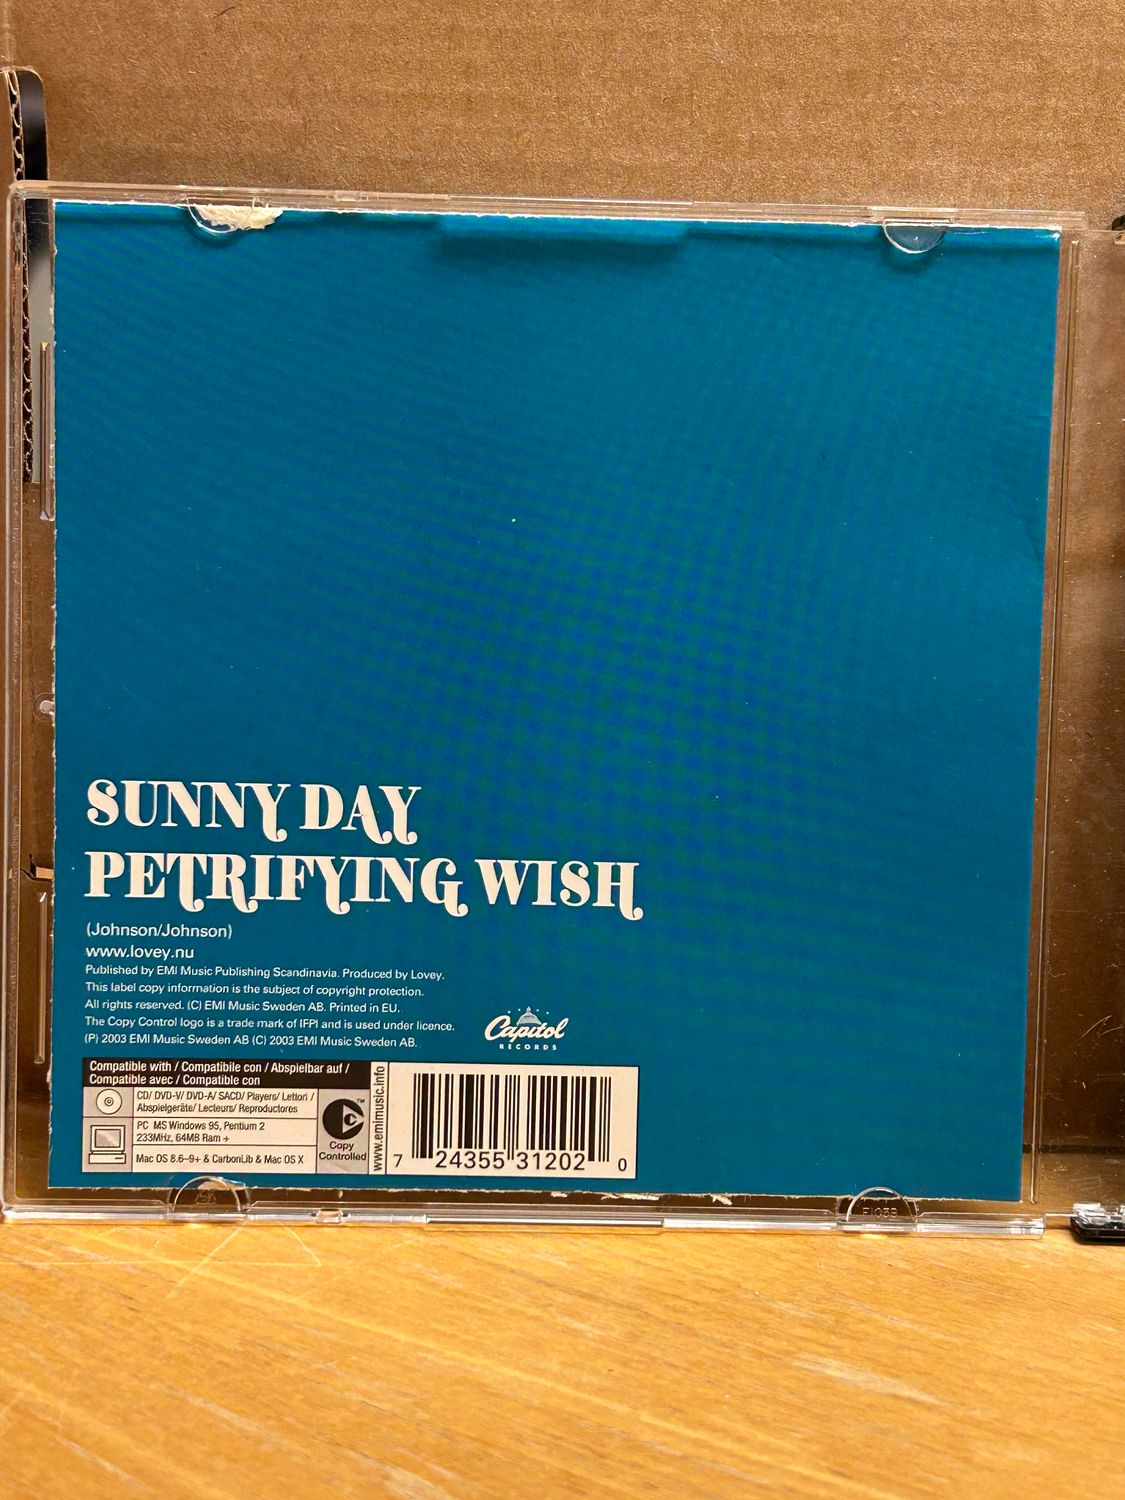 SUNNY DAY
PETRIFYING WISH
(Johnson/Johnson)
www.lovey.nu
Published by EMI Music Publishing Scandinavia. Produced by Lovey.
This label copy information is the subject of copyright protection.
All rights reserved. (C) EMI Music Sweden AB. Printed in EU.
The Copy Control logo is a trade mark of IFPI and is used under licence.
(P) 2003 EMI Music Sweden AB (C) 2003 EMI Music Sweden AB.
Capitol
RECORDS
Compatible with / Compatibile con / Abspielbar auf /
Compatible avec / Compatible con
CD/ DVD-V/ DVD-A/ SACD/ Players/ Lettori /
Abspielgeräte/ Lecteurs/ Reproductores
PC MS Windows 95, Pentium 2
233MHz, 64MB Ram +
Mac OS 8.6–9+ & CarbonLib & Mac OS X
TM
Copy
Controlled
www.emimusic.info
7 24355 31202 0